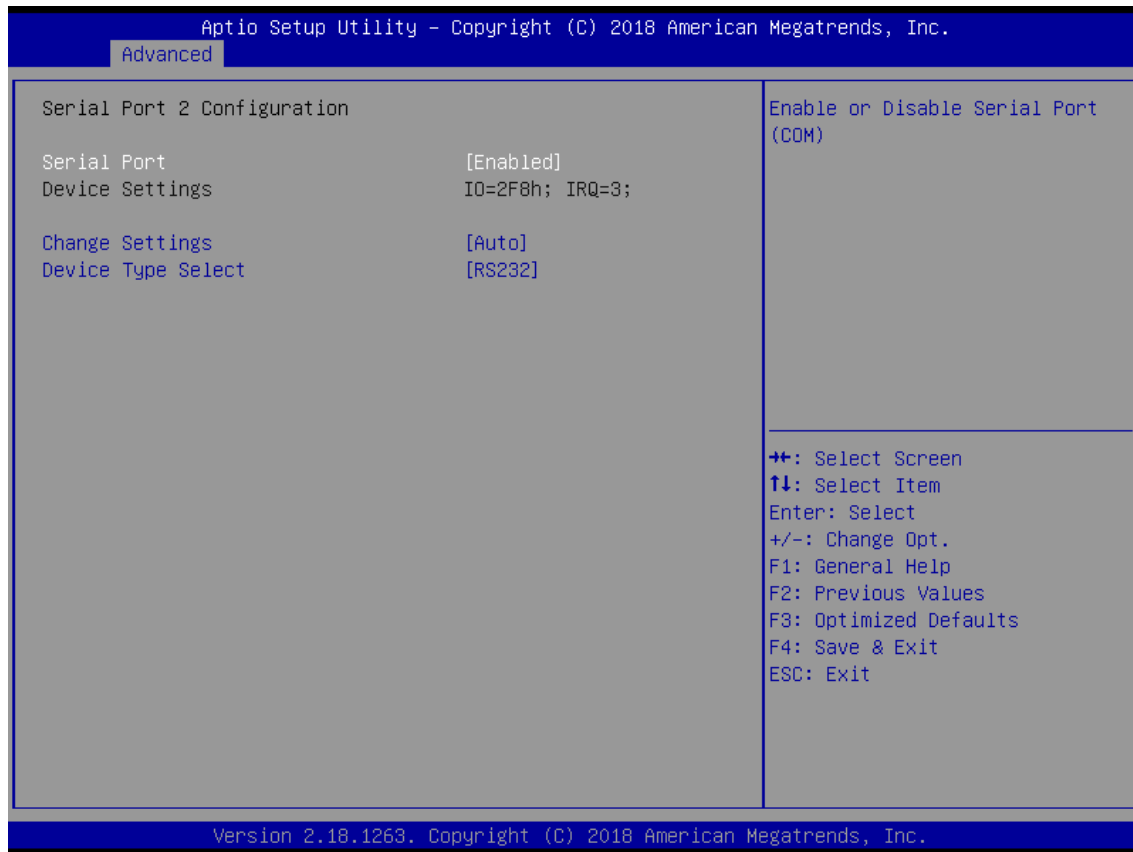 Aptio Setup Utility – Copyright (C) 2018 American Megatrends, Inc.
Advanced
Serial Port 2 Configuration
Serial Port [Enabled]
Device Settings IO=2F8h; IRQ=3;
Change Settings [Auto]
Device Type Select [RS232]
Enable or Disable Serial Port
(COM)
→←: Select Screen
↑↓: Select Item
Enter: Select
+/-: Change Opt.
F1: General Help
F2: Previous Values
F3: Optimized Defaults
F4: Save & Exit
ESC: Exit
Version 2.18.1263. Copyright (C) 2018 American Megatrends, Inc.